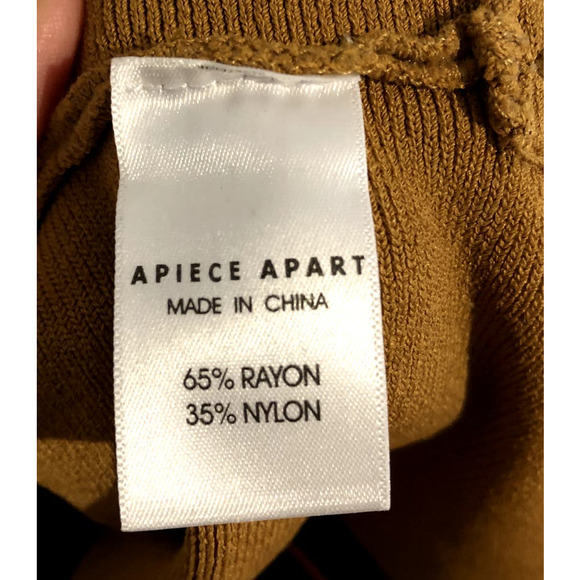 APIECE APART
MADE IN CHINA
65% RAYON
35% NYLON